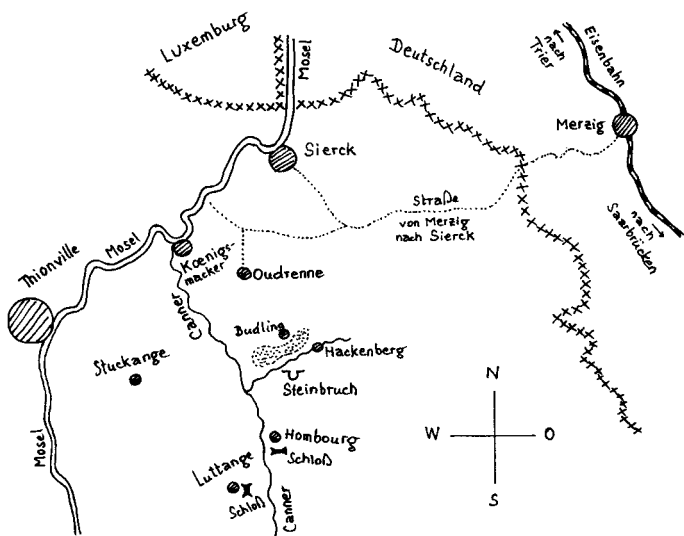 Luxemburg
Mosel
Deutschland
← nach
Trier
Eisenbahn
Merzig
Sierck
Straße
von Merzig
nach Sierck
nach →
Saarbrücken
Mosel
Thionville
Kœnigs-
macker
Oudrenne
Canner
Budling
Hackenberg
Stuckange
Steinbruch
N
W
O
S
Hombourg
Schloß
Luttange
Schloß
Mosel
Canner